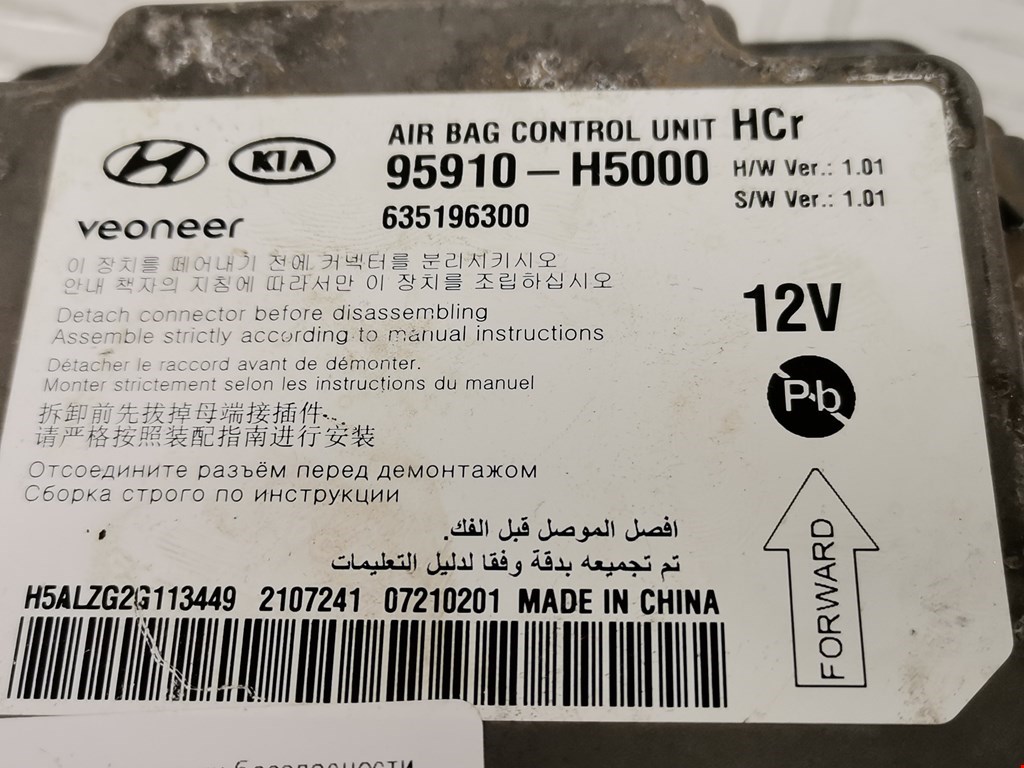 AIR BAG CONTROL UNIT HCr
KIA
95910-H5000
H/W Ver.: 1.01
S/W Ver.: 1.01
veoneer
635196300
이 장치를 떼어내기 전에 커넥터를 분리시키시오
안내 책자의 지침에 따라서만 이 장치를 조립하십시오
12V
Detach connector before disassembling
Assemble strictly according to manual instructions
Détacher le raccord avant de démonter.
Monter strictement selon les instructions du manuel
Pb
拆卸前先拔掉母端接插件
请严格按照装配指南进行安装
Отсоедините разъём перед демонтажом
Сборка строго по инструкции
افصل الموصل قبل الفك.
تم تجميعه بدقة وفقا لدليل التعليمات
FORWARD
H5ALZG2G113449 2107241 07210201 MADE IN CHINA